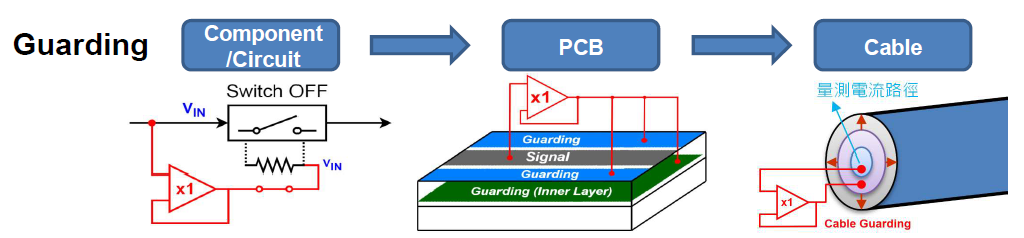 Guarding
Component
/Circuit
PCB
Cable
Switch OFF
VIN
x1
VIN
x1
Guarding
Signal
Guarding
Guarding (Inner Layer)
量測電流路徑
x1
Cable Guarding